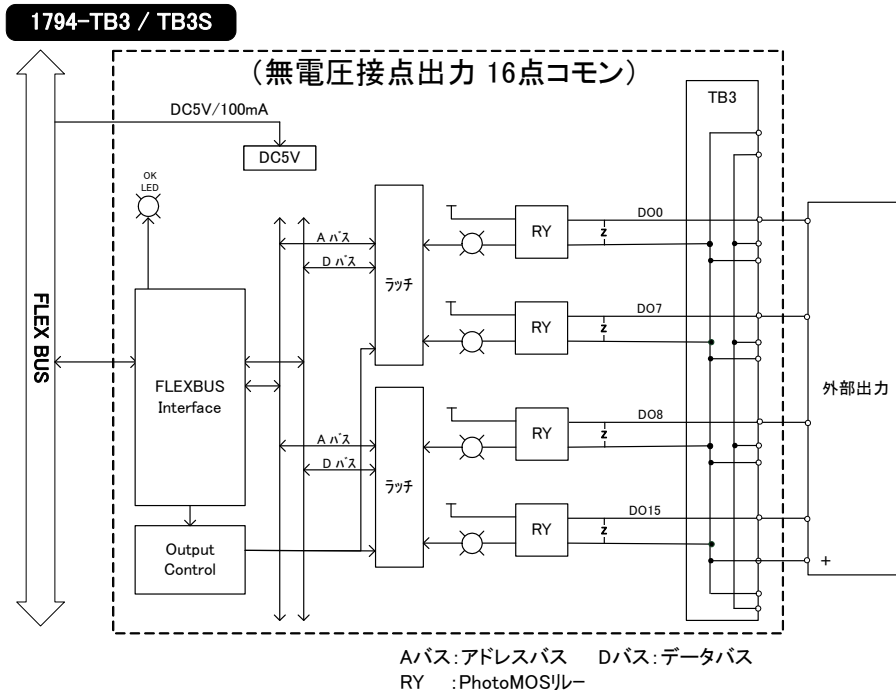 1794-TB3 / TB3S
（無電圧接点出力 16点コモン）
TB3
DC5V/100mA
DC5V
OK
LED
RY
DO0
Z
Aバス
Dバス
ラッチ
FLEX BUS
RY
DO7
Z
FLEXBUS
Interface
外部出力
RY
DO8
Z
Aバス
Dバス
ラッチ
RY
DO15
Z
Output
Control
+
Aバス：アドレスバス Dバス：データバス
RY ：PhotoMOSリレー